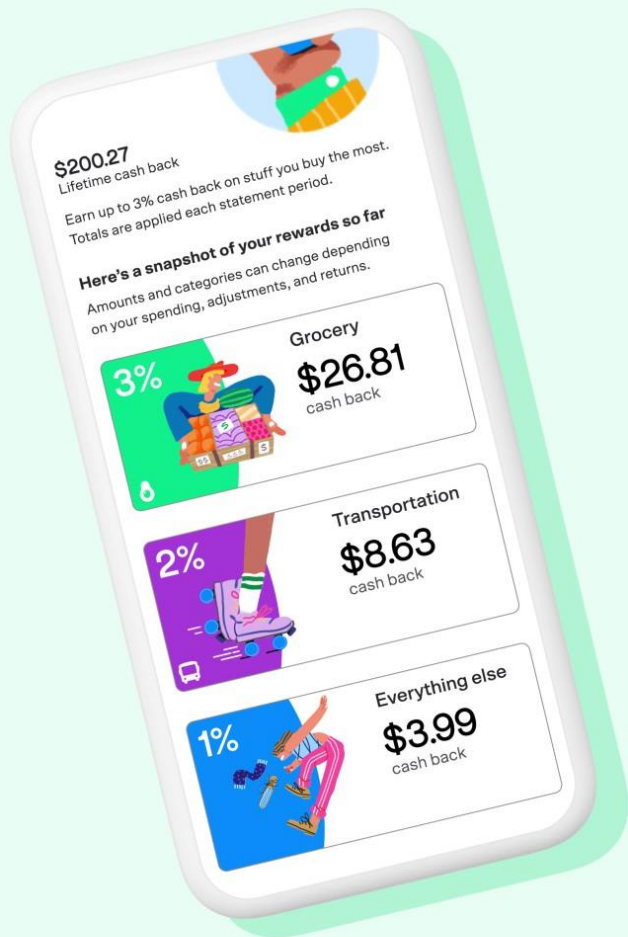 $200.27
Lifetime cash back
Earn up to 3% cash back on stuff you buy the most.
Totals are applied each statement period.
Here's a snapshot of your rewards so far
Amounts and categories can change depending
on your spending, adjustments, and returns.
3%
Grocery
$26.81
cash back
$
$$
$
2%
Transportation
$8.63
cash back
1%
Everything else
$3.99
cash back